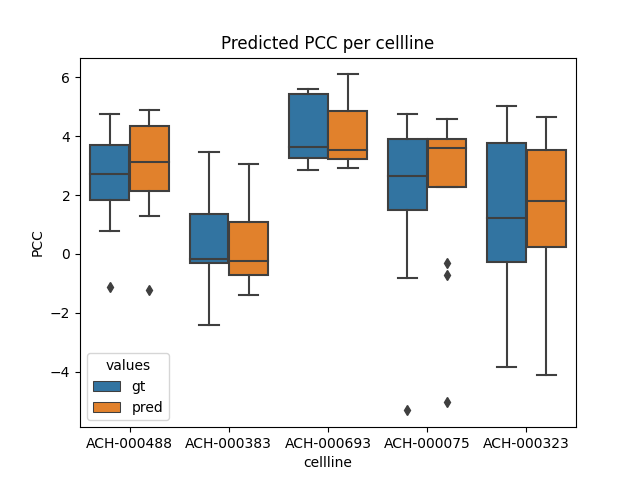 Predicted PCC per cellline
6
4
2
0
−2
−4
PCC
values
gt
pred
ACH-000488 ACH-000383 ACH-000693 ACH-000075 ACH-000323
cellline